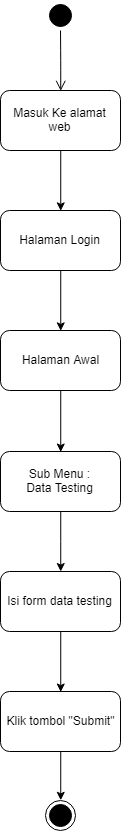 Masuk Ke alamat
web
Halaman Login
Halaman Awal
Sub Menu :
Data Testing
Isi form data testing
Klik tombol "Submit"